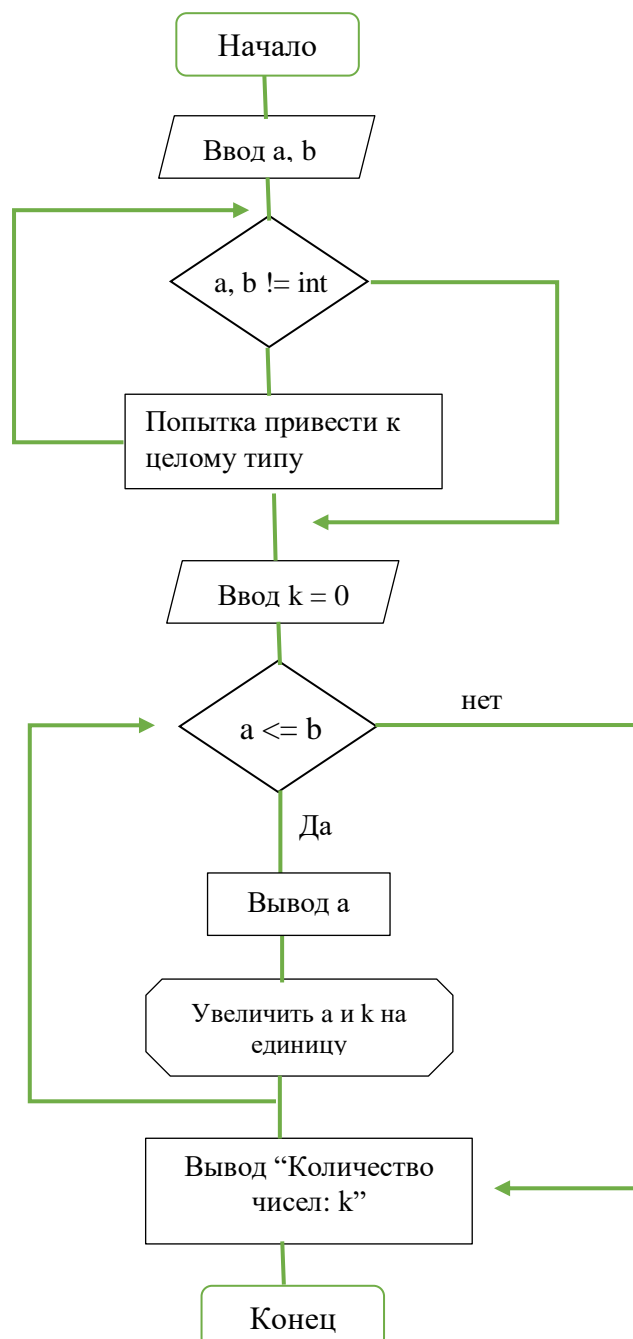 Начало
Ввод a, b
a, b != int
Попытка привести к
целому типу
Ввод k = 0
a <= b
нет
Да
Вывод a
Увеличить a и k на
единицу
Вывод “Количество
чисел: k”
Конец